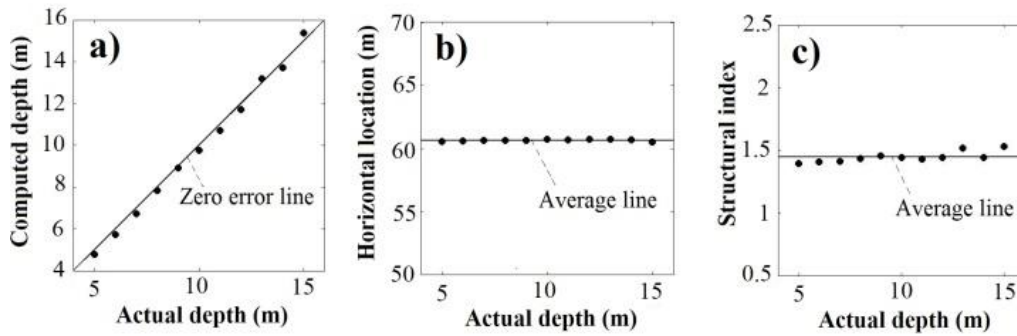 a)
Computed depth (m)
16
14
12
10
8
6
4
Zero error line
5
10
15
Actual depth (m)
b)
Horizontal location (m)
70
65
60
55
50
Average line
5
10
15
Actual depth (m)
c)
Structural index
2.5
2
1.5
1
0.5
Average line
5
10
15
Actual depth (m)